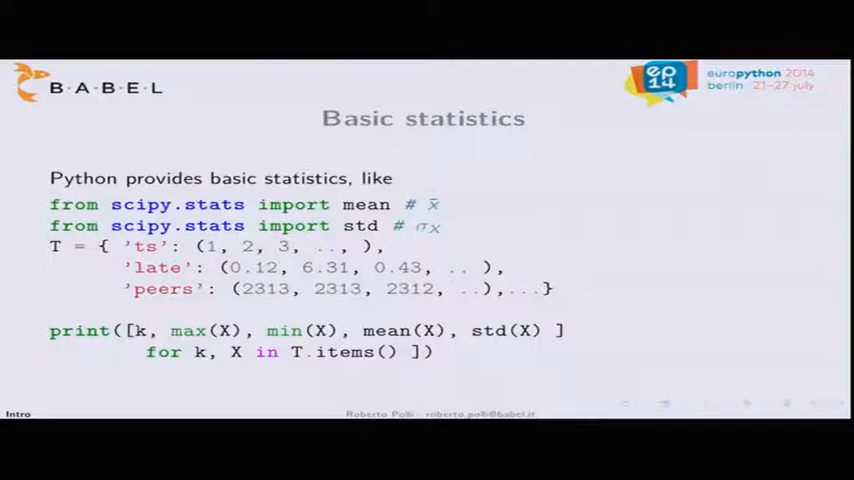 B·A·B·E·L
ep
14
europython 2014
berlin 21–27 july
Basic statistics
Python provides basic statistics, like
from scipy.stats import mean # x̄
from scipy.stats import std # σX
T = { 'ts': (1, 2, 3, .., ),
'late': (0.12, 6.31, 0.43, .. ),
'peers': (2313, 2313, 2312, ..),...}
print([k, max(X), min(X), mean(X), std(X) ]
for k, X in T.items() ])
Intro
Roberto Polli - roberto.polli@babel.it